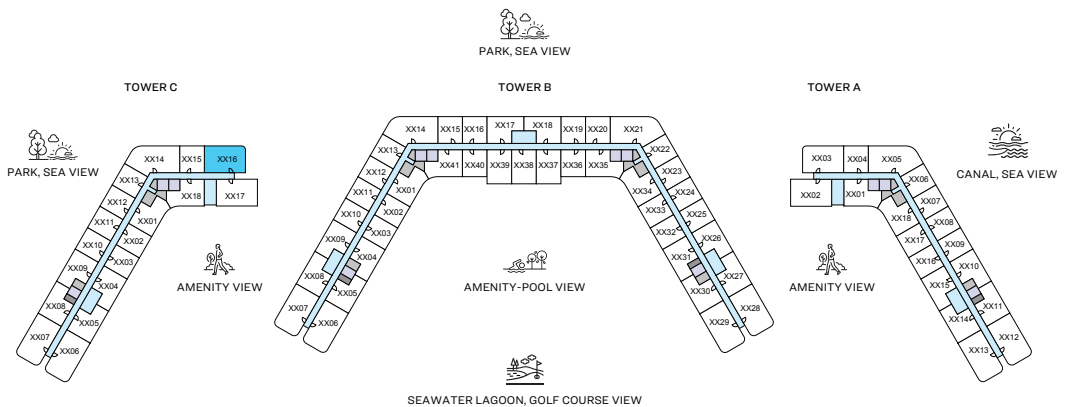 PARK, SEA VIEW
TOWER C
TOWER B
TOWER A
PARK, SEA VIEW
CANAL, SEA VIEW
XX14
XX15
XX16
XX13
XX12
XX11
XX10
XX09
XX08
XX07
XX06
XX05
XX04
XX03
XX02
XX01
XX18
XX17
AMENITY VIEW
XX14
XX15
XX16
XX17
XX18
XX19
XX20
XX21
XX13
XX41
XX40
XX39
XX38
XX37
XX36
XX35
XX22
XX12
XX01
XX34
XX23
XX11
XX02
XX33
XX24
XX10
XX03
XX32
XX25
XX09
XX04
XX31
XX26
XX08
XX05
XX30
XX27
XX07
XX06
XX29
XX28
AMENITY-POOL VIEW
XX03
XX04
XX05
XX02
XX01
XX06
XX18
XX07
XX17
XX08
XX16
XX09
XX15
XX10
XX14
XX11
XX13
XX12
AMENITY VIEW
SEAWATER LAGOON, GOLF COURSE VIEW